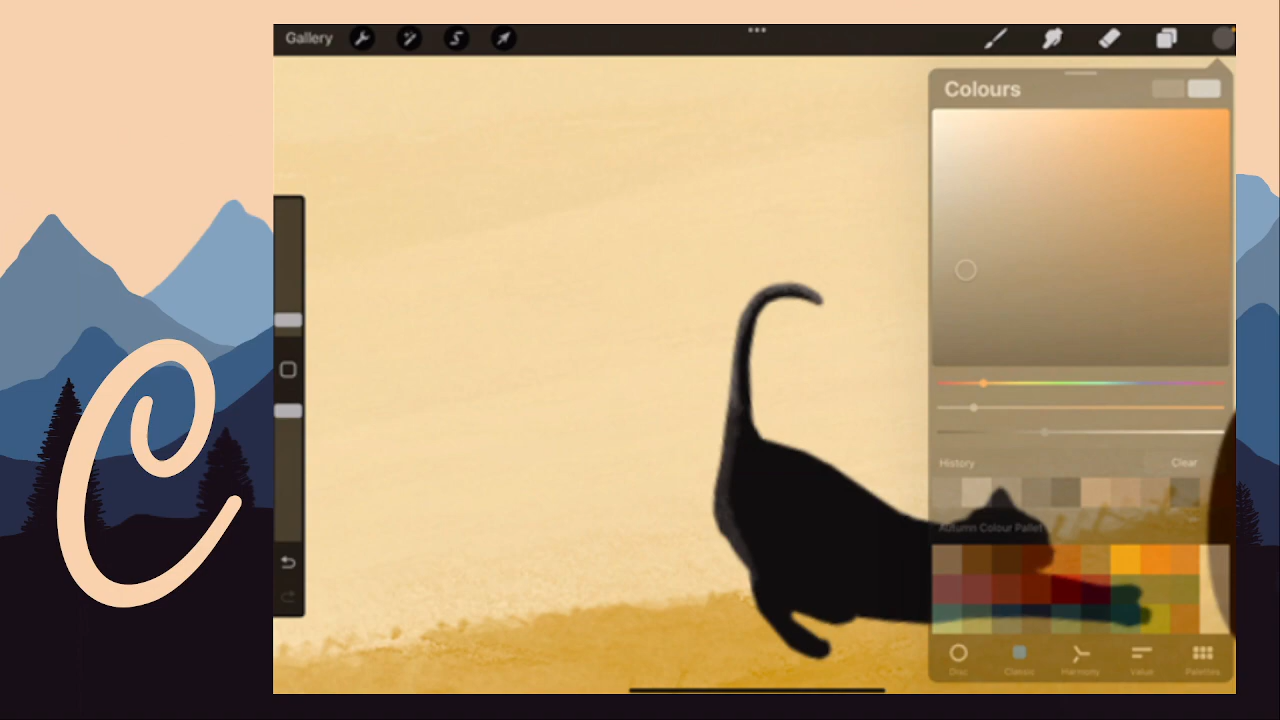 Gallery
Colours
C
History
Clear
Autumn Colour Pallet
Disc
Classic
Harmony
Value
Palettes